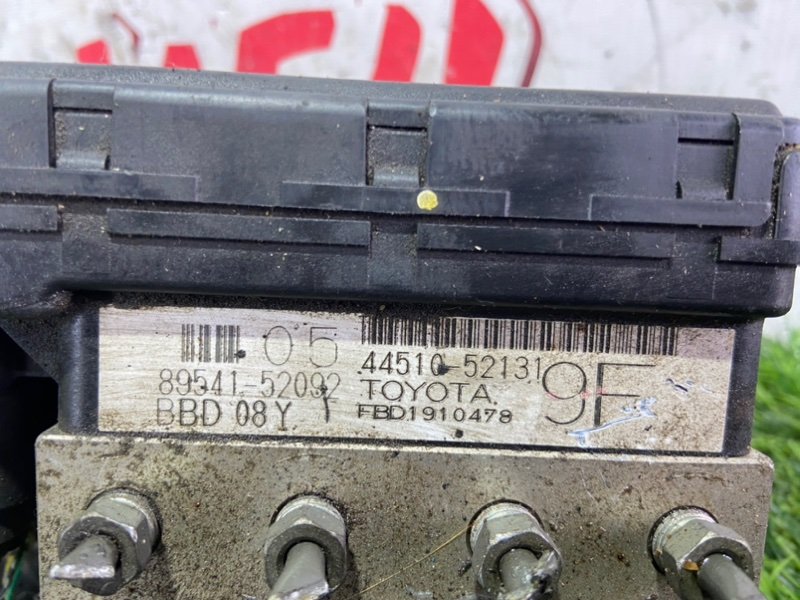 05
44510-52131
89541-52092
TOYOTA
9F
BBD 08Y
FBD1910478